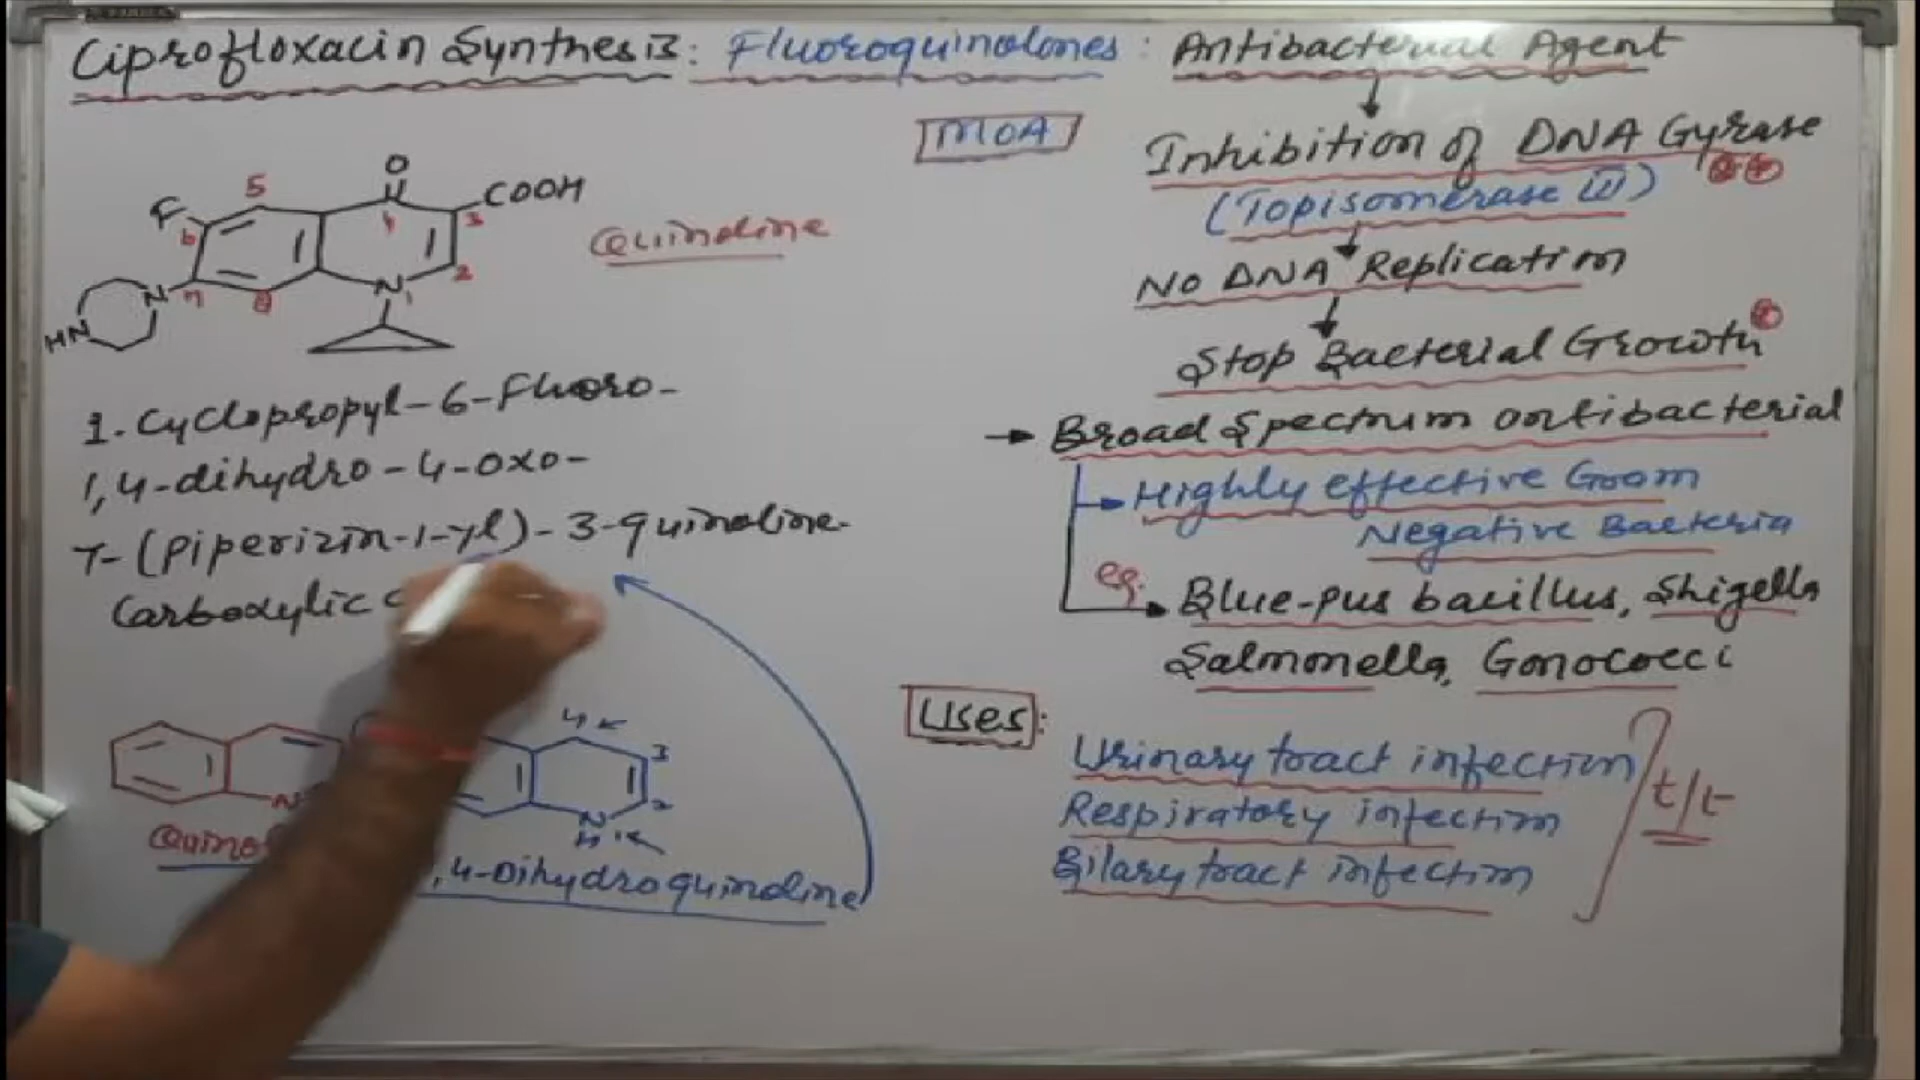 Ciprofloxacin Synthesis: Fluoroquinolones: Antibacterial Agent
MOA
Inhibition of DNA Gyrase
(Topisomerase IV)
No DNA Replication
Stop Bacterial Growth
→ Broad Spectrum antibacterial
Highly effective Gram
Negative Bacteria
eg. Blue-pus bacillus, Shigella
Salmonella, Gonococci
Uses:
Urinary tract infection
Respiratory infection
Bilary tract infection
t/t
O
COOH
F
5
6
4
3
2
N 1
7
8
N
HN
Quinoline
1-Cyclopropyl-6-Fluoro-
1,4-dihydro-4-oxo-
7-(piperizin-1-yl)-3-quinoline-
Carboxylic
N
4
3
2
N
H 1
,4-Dihydroquinoline